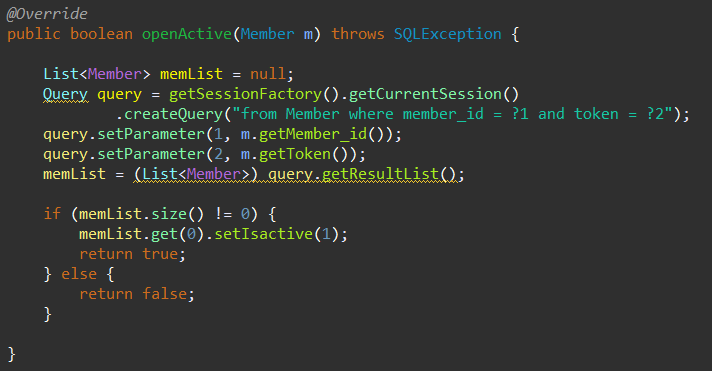 @Override
public boolean openActive(Member m) throws SQLException {
List<Member> memList = null;
Query query = getSessionFactory().getCurrentSession()
.createQuery("from Member where member_id = ?1 and token = ?2");
query.setParameter(1, m.getMember_id());
query.setParameter(2, m.getToken());
memList = (List<Member>) query.getResultList();
if (memList.size() != 0) {
memList.get(0).setIsactive(1);
return true;
} else {
return false;
}
}